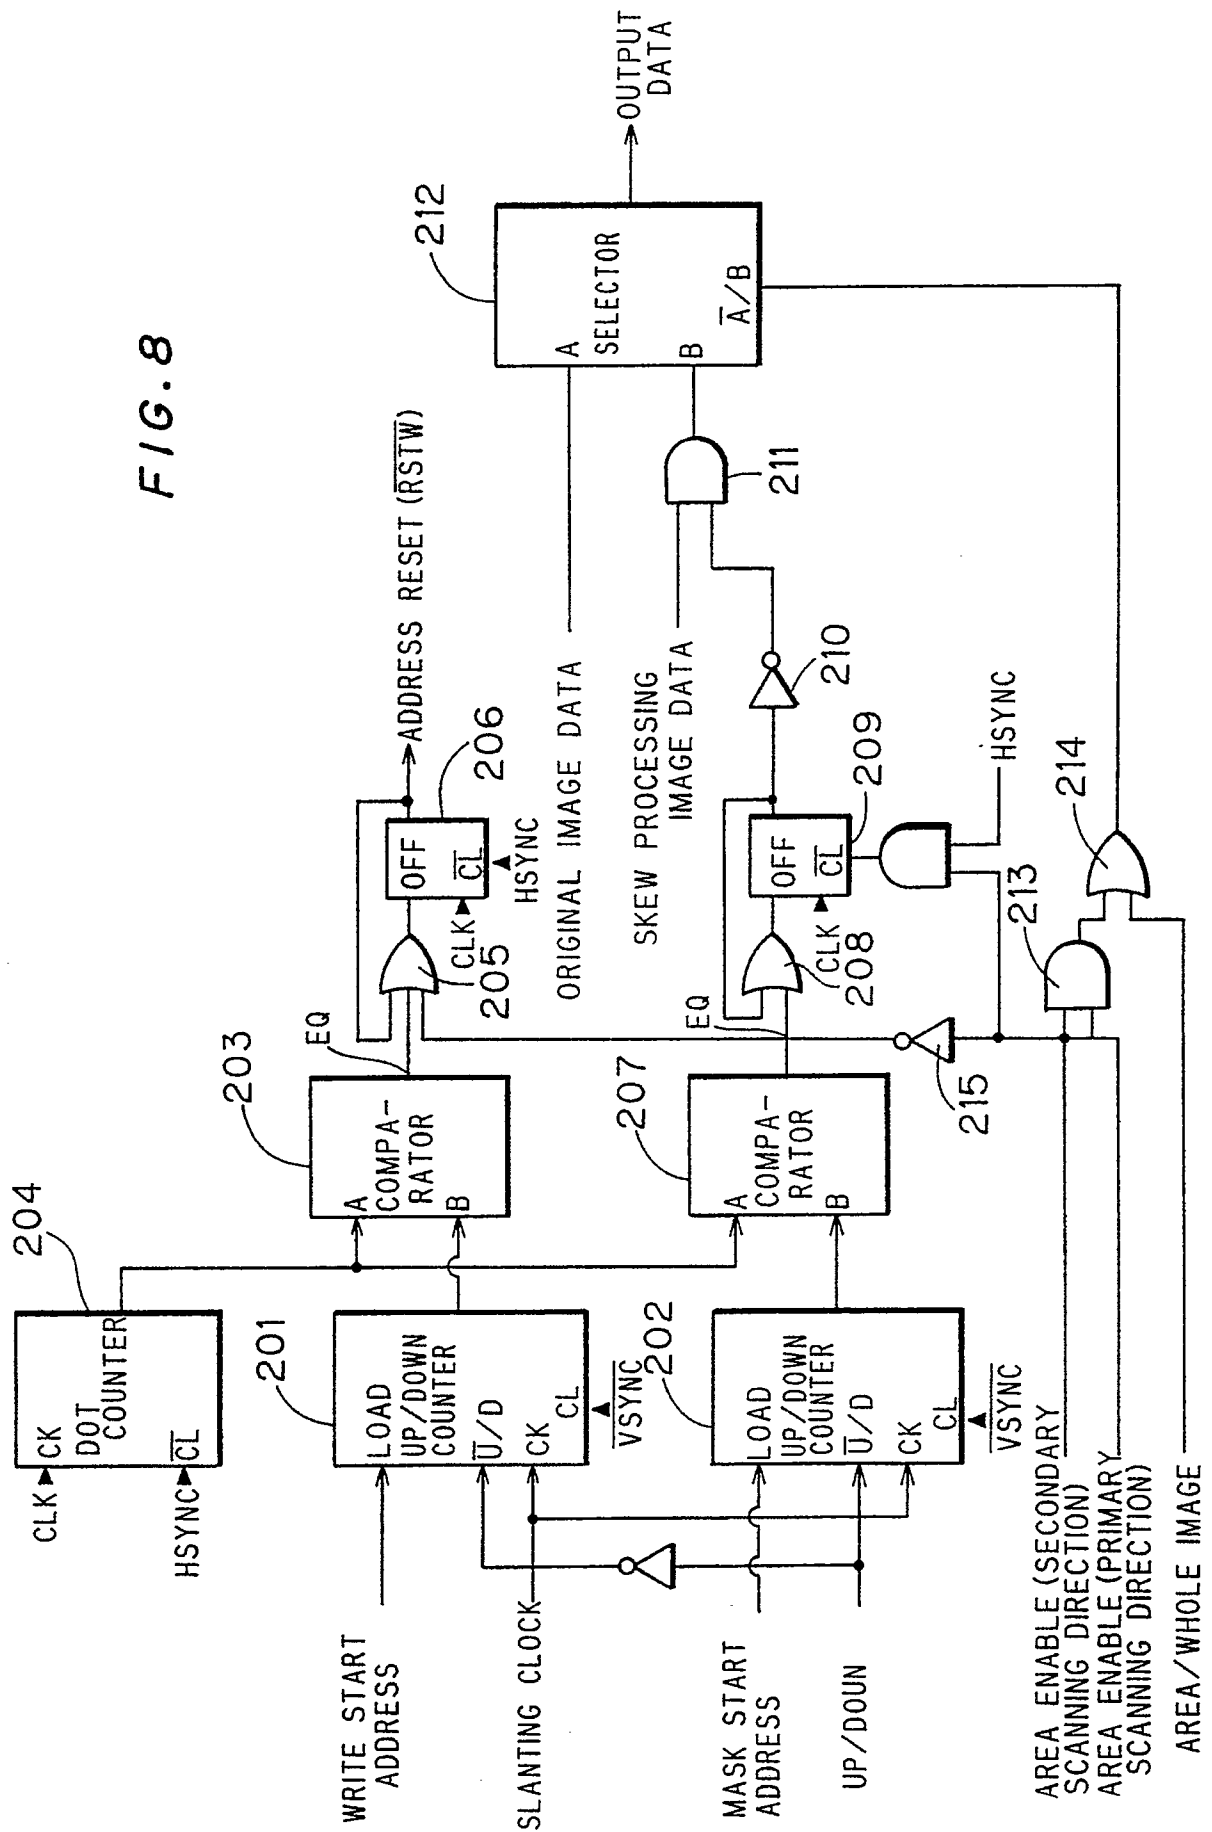 FIG. 8
204
CLK
CK
DOT
COUNTER
CL
HSYNC
203
A
COMPA-
RATOR
B
EQ
205
CLK
206
OFF
CL
HSYNC
ADDRESS RESET (RSTW)
WRITE START
ADDRESS
SLANTING CLOCK
201
LOAD
UP/DOWN
COUNTER
U/D
CK
CL
VSYNC
ORIGINAL IMAGE DATA
SKEW PROCESSING
IMAGE DATA
212
A
SELECTOR
B
A/B
OUTPUT
DATA
211
207
A
COMPA-
RATOR
B
EQ
208
CLK
209
OFF
CL
210
HSYNC
MASK START
ADDRESS
UP/DOUN
202
LOAD
UP/DOWN
COUNTER
U/D
CK
CL
VSYNC
215
213
214
AREA ENABLE (SECONDARY
SCANNING DIRECTION)
AREA ENABLE (PRIMARY
SCANNING DIRECTION)
AREA/WHOLE IMAGE